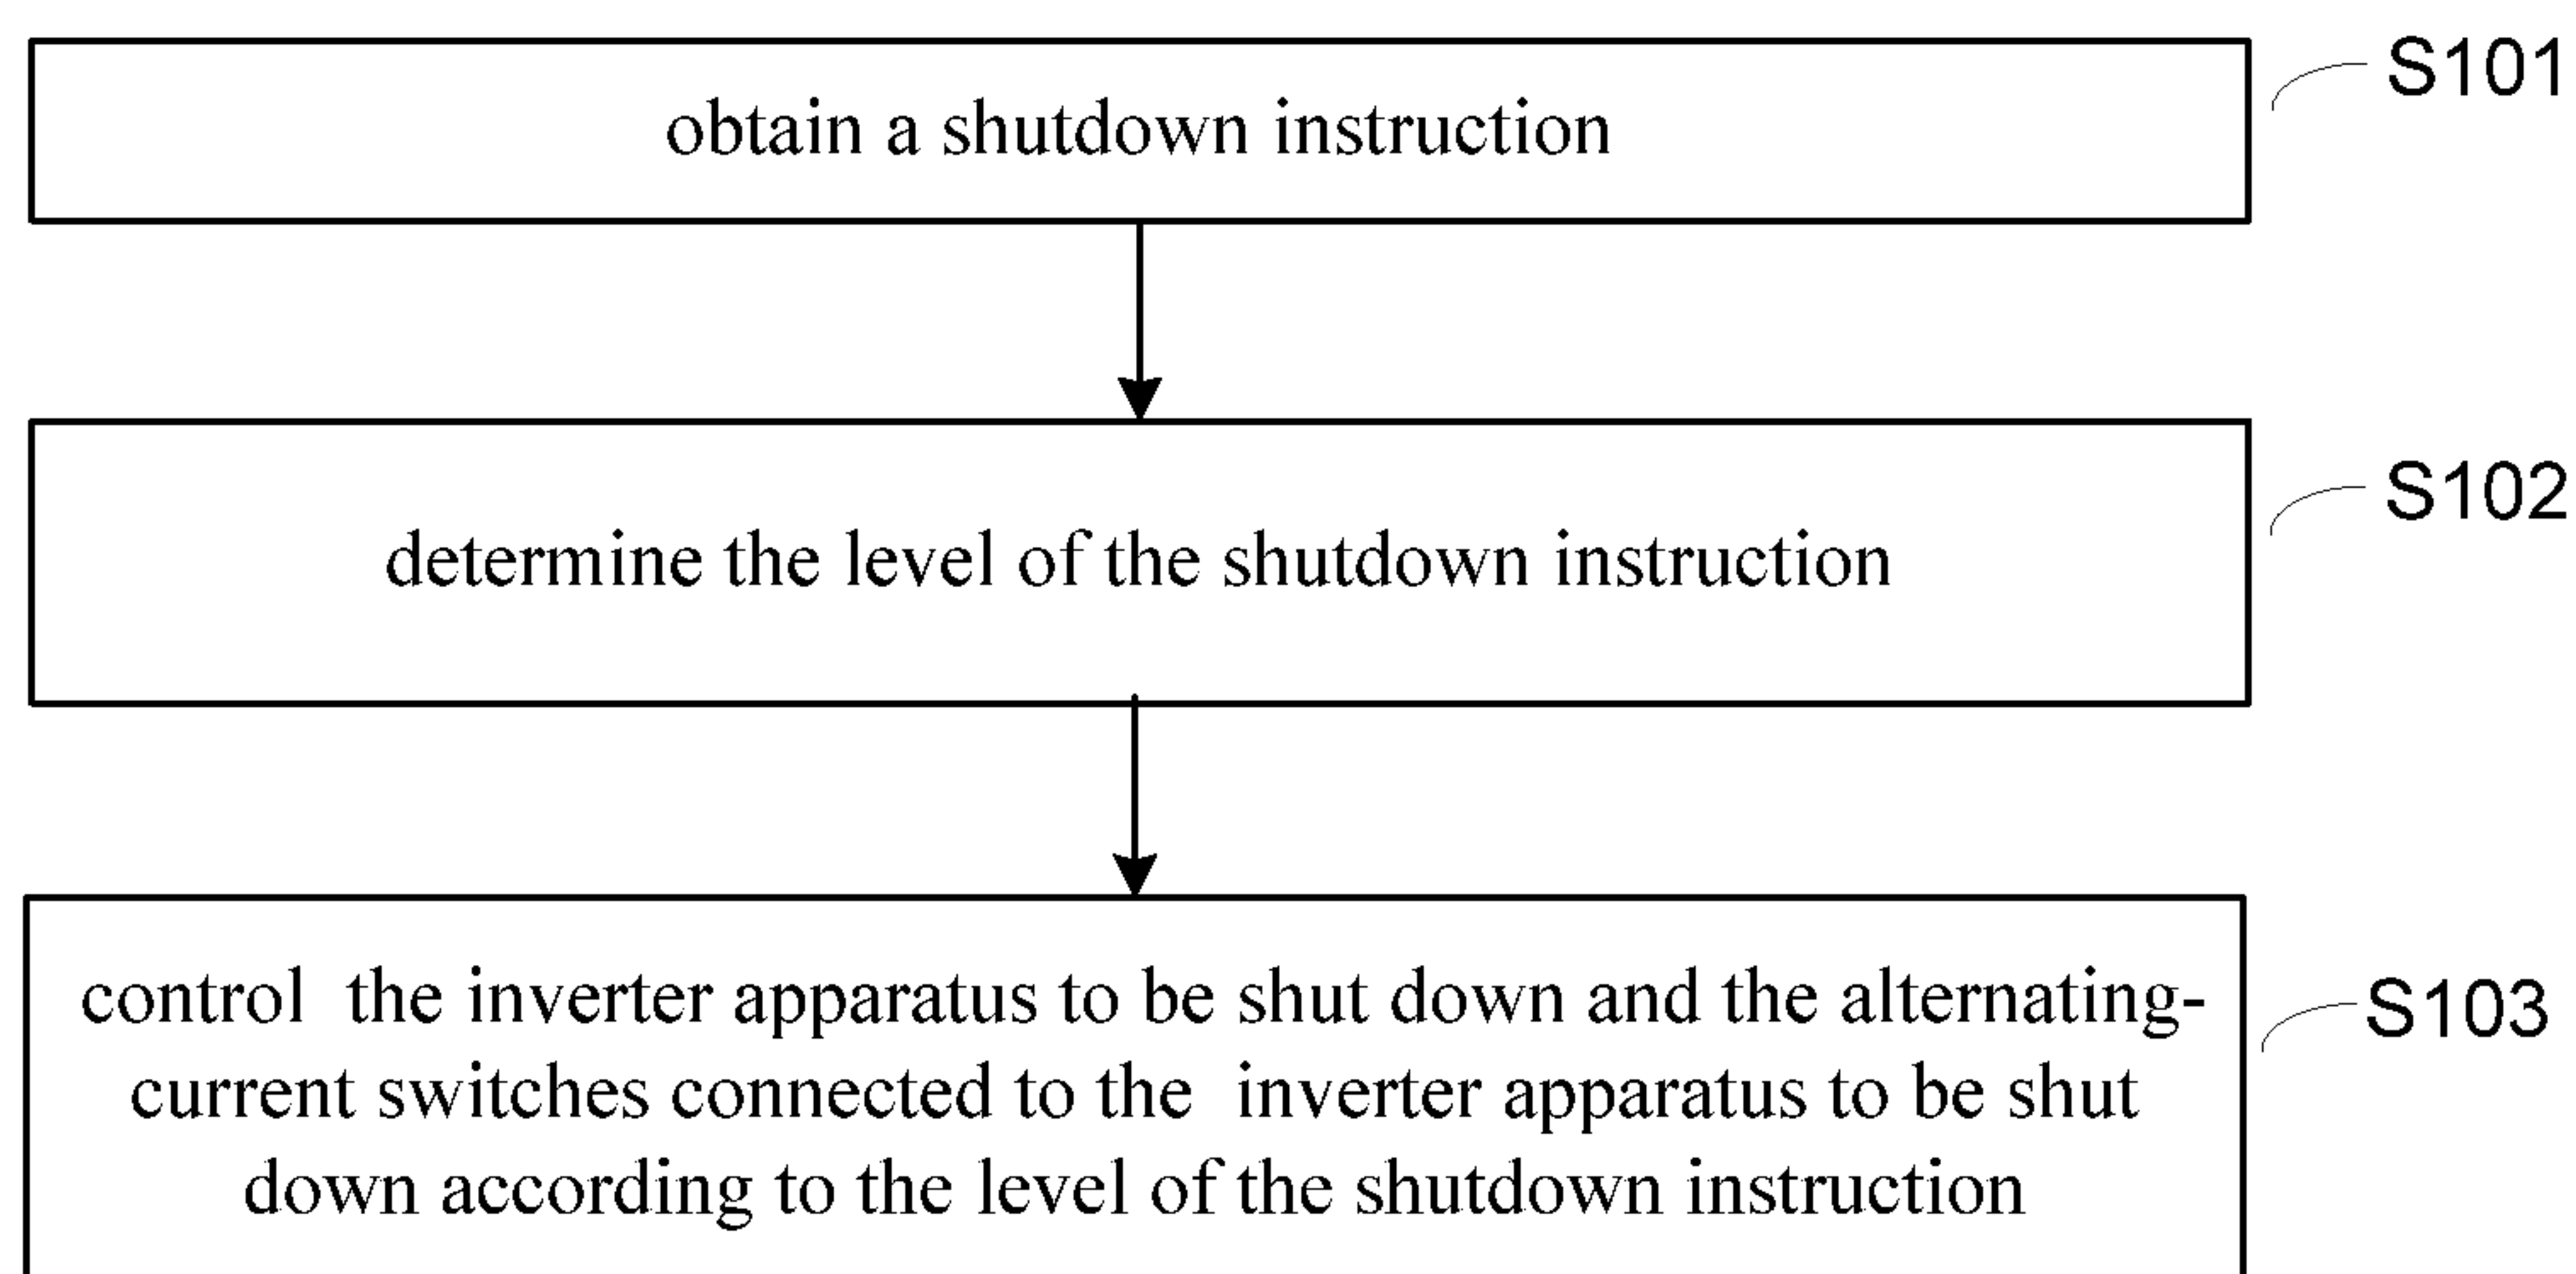 obtain a shutdown instruction
S101
determine the level of the shutdown instruction
S102
control the inverter apparatus to be shut down and the alternating-
current switches connected to the inverter apparatus to be shut
down according to the level of the shutdown instruction
S103